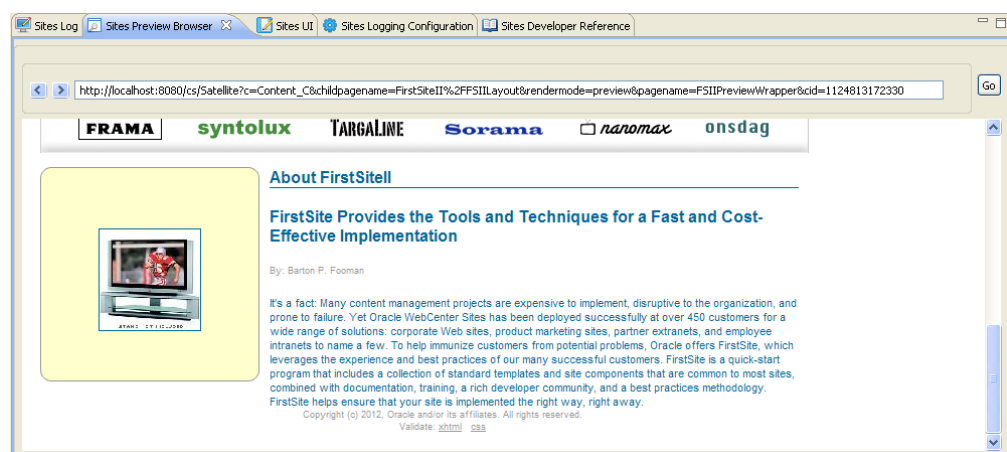 Sites Log Sites Preview Browser Sites UI Sites Logging Configuration Sites Developer Reference
http://localhost:8080/cs/Satellite?c=Content_C&childpagename=FirstSiteII%2FFSIILayout&rendermode=preview&pagename=FSIIPreviewWrapper&cid=1124813172330 Go
FRAMA syntolux TARGALINE Sorama nanomax onsdag
About FirstSiteII
FirstSite Provides the Tools and Techniques for a Fast and Cost-
Effective Implementation
By: Barton P. Fooman
It's a fact: Many content management projects are expensive to implement, disruptive to the organization, and
prone to failure. Yet Oracle WebCenter Sites has been deployed successfully at over 450 customers for a
wide range of solutions: corporate Web sites, product marketing sites, partner extranets, and employee
intranets to name a few. To help immunize customers from potential problems, Oracle offers FirstSite, which
leverages the experience and best practices of our many successful customers. FirstSite is a quick-start
program that includes a collection of standard templates and site components that are common to most sites,
combined with documentation, training, a rich developer community, and a best practices methodology.
FirstSite helps ensure that your site is implemented the right way, right away.
Copyright (c) 2012, Oracle and/or its affiliates. All rights reserved.
Validate: xhtml css